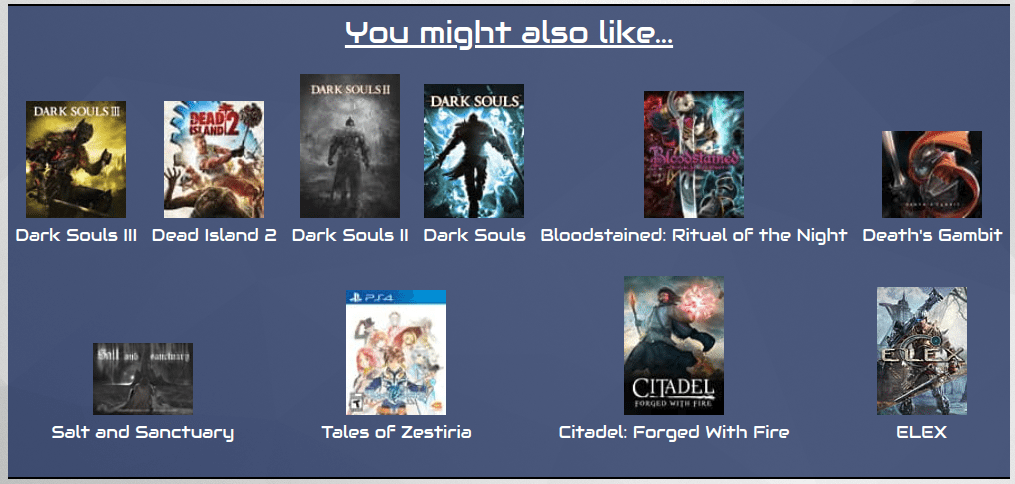 You might also like...
DARK SOULS III
DEAD ISLAND 2
DARK SOULS II
DARK SOULS
Bloodstained
DEATH'S GAMBIT
Dark Souls III
Dead Island 2
Dark Souls II
Dark Souls
Bloodstained: Ritual of the Night
Death's Gambit
Salt and Sanctuary
PS4
CITADEL
FORGED WITH FIRE
ELEX
Salt and Sanctuary
Tales of Zestiria
Citadel: Forged With Fire
ELEX